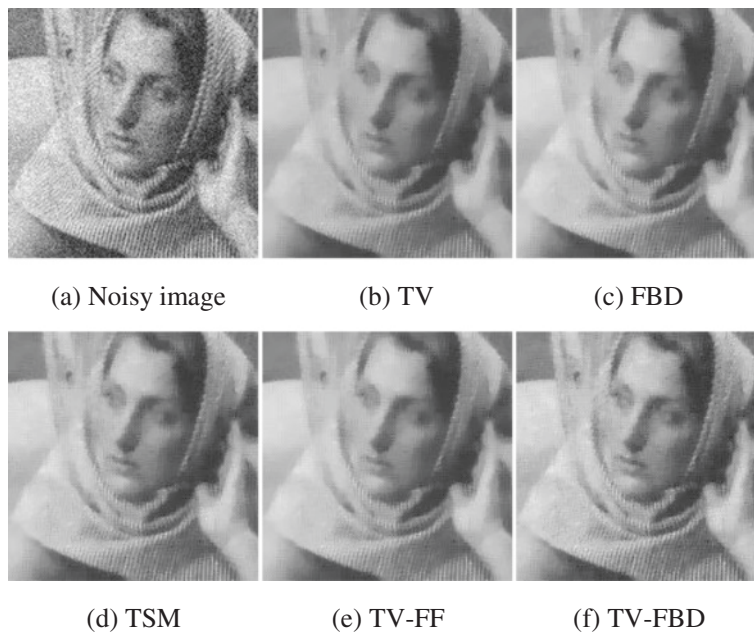 (a) Noisy image
(b) TV
(c) FBD
(d) TSM
(e) TV-FF
(f) TV-FBD